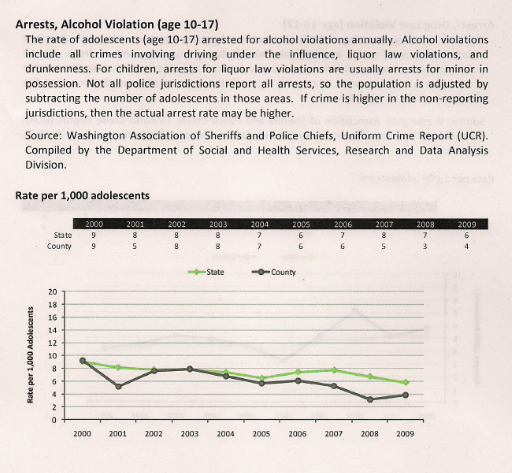 Arrests, Alcohol Violation (age 10-17)
The rate of adolescents (age 10-17) arrested for alcohol violations annually. Alcohol violations
include all crimes involving driving under the influence, liquor law violations, and
drunkenness. For children, arrests for liquor law violations are usually arrests for minor in
possession. Not all police jurisdictions report all arrests, so the population is adjusted by
subtracting the number of adolescents in those areas. If crime is higher in the non-reporting
jurisdictions, then the actual arrest rate may be higher.
Source: Washington Association of Sheriffs and Police Chiefs, Uniform Crime Report (UCR).
Compiled by the Department of Social and Health Services, Research and Data Analysis
Division.
Rate per 1,000 adolescents
2000 2001 2002 2003 2004 2005 2006 2007 2008 2009
State 9 8 8 8 7 6 7 8 7 6
County 9 5 8 8 7 6 6 5 3 4
State County
Rate per 1,000 Adolescents
20
18
16
14
12
10
8
6
4
2
0
2000 2001 2002 2003 2004 2005 2006 2007 2008 2009